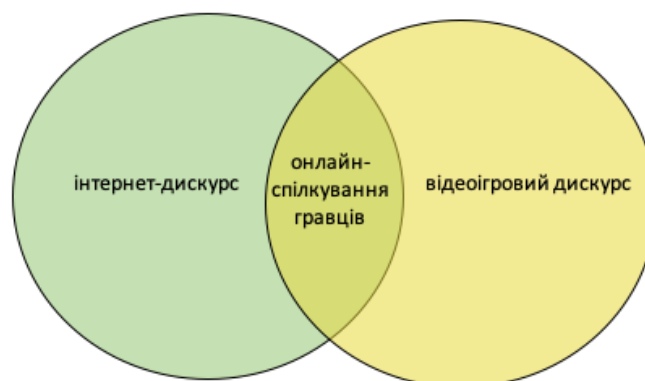 інтернет-дискурс
онлайн-
спілкування
гравців
відеоігровий дискурс